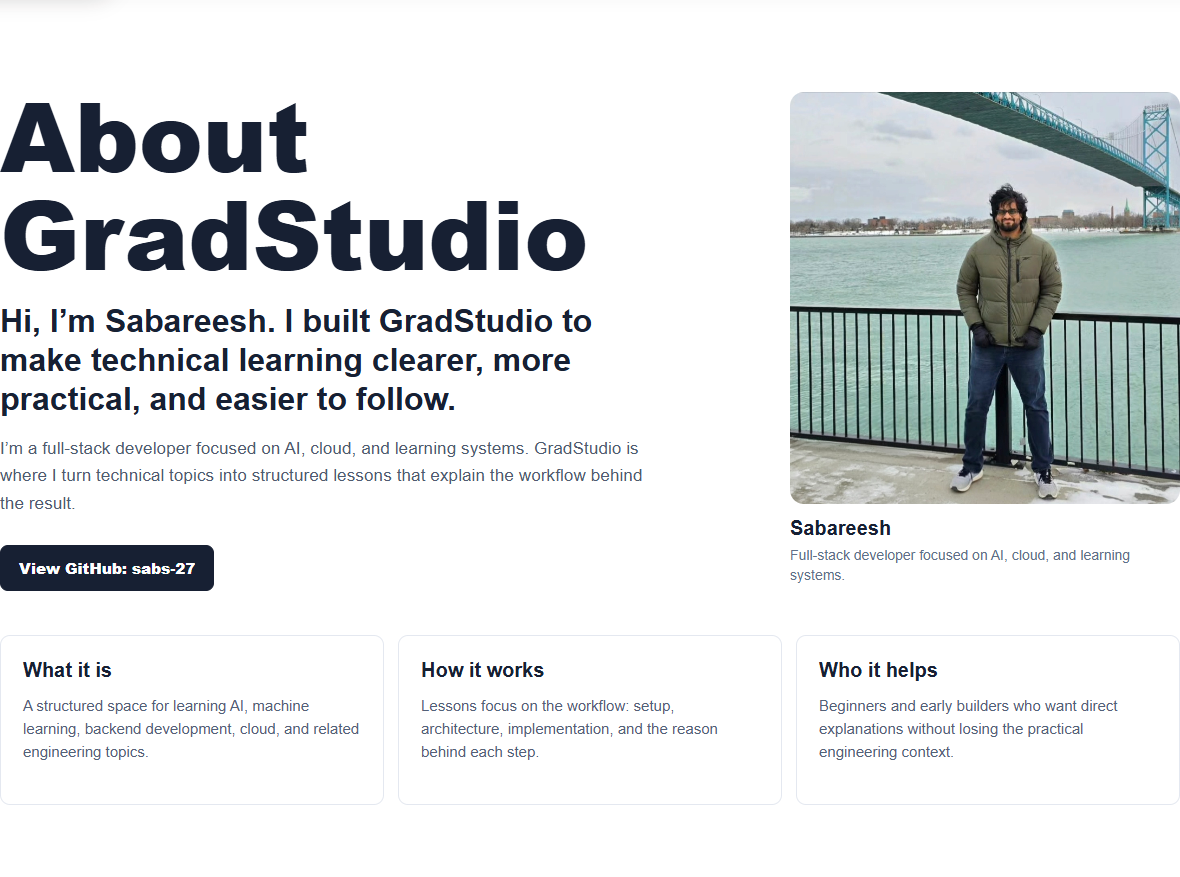 About
GradStudio
Hi, I’m Sabareesh. I built GradStudio to
make technical learning clearer, more
practical, and easier to follow.
I’m a full-stack developer focused on AI, cloud, and learning systems. GradStudio is
where I turn technical topics into structured lessons that explain the workflow behind
the result.
View GitHub: sabs-27
Sabareesh
Full-stack developer focused on AI, cloud, and learning
systems.
What it is
A structured space for learning AI, machine
learning, backend development, cloud, and related
engineering topics.
How it works
Lessons focus on the workflow: setup,
architecture, implementation, and the reason
behind each step.
Who it helps
Beginners and early builders who want direct
explanations without losing the practical
engineering context.